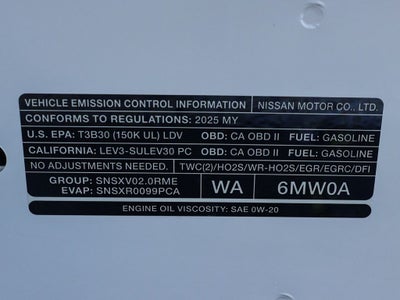 VEHICLE EMISSION CONTROL INFORMATION NISSAN MOTOR CO., LTD.
CONFORMS TO REGULATIONS: 2025 MY
U.S. EPA: T3B30 (150K UL) LDV OBD: CA OBD II FUEL: GASOLINE
CALIFORNIA: LEV3-SULEV30 PC OBD: CA OBD II FUEL: GASOLINE
NO ADJUSTMENTS NEEDED. TWC(2)/HO2S/WR-HO2S/EGR/EGRC/DFI
GROUP: SNSXV02.0RME
EVAP: SNSXR0099PCA
WA 6MW0A
ENGINE OIL VISCOSITY: SAE 0W-20